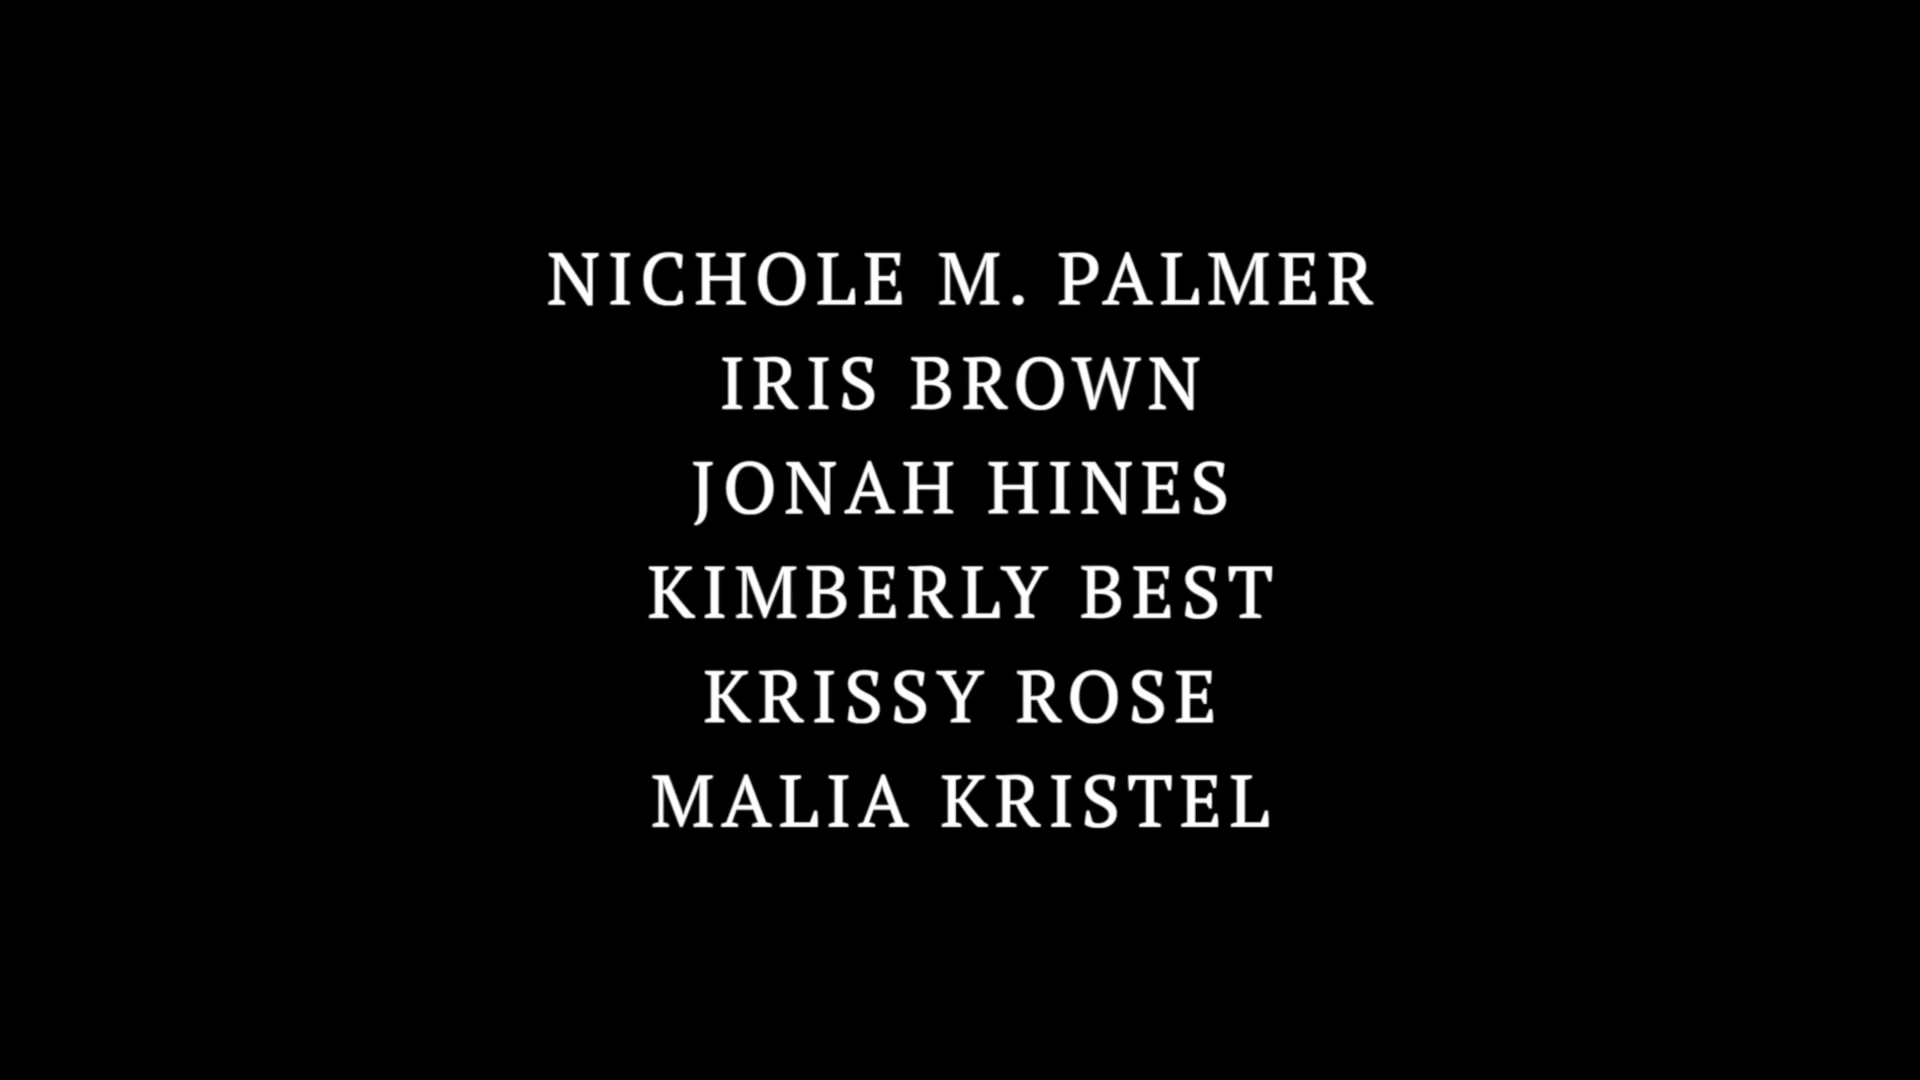 NICHOLE M. PALMER
IRIS BROWN
JONAH HINES
KIMBERLY BEST
KRISSY ROSE
MALIA KRISTEL